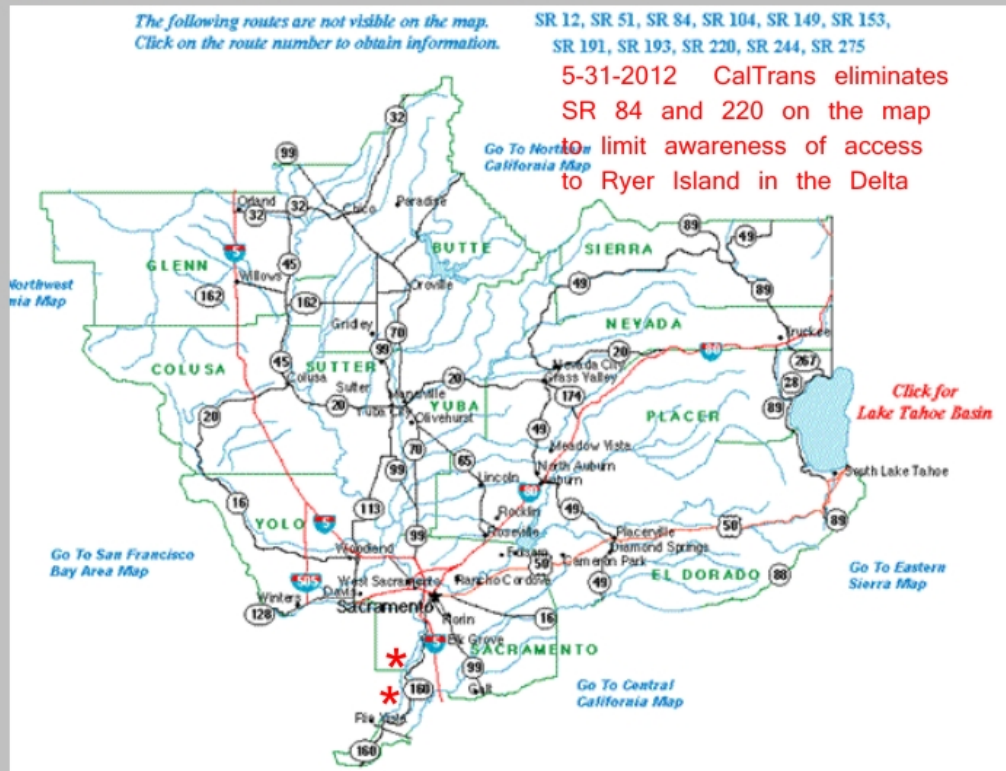 The following routes are not visible on the map.
Click on the route number to obtain information.
SR 12, SR 51, SR 84, SR 104, SR 149, SR 153,
SR 191, SR 193, SR 220, SR 244, SR 275
5-31-2012 CalTrans eliminates
SR 84 and 220 on the map
to limit awareness of access
to Ryer Island in the Delta
Go To Northern
California Map
32
99
Orland
32
32
Chico
Paradise
BUTTE
SIERRA
89
49
GLENN
5
45
Willows
162
162
Oroville
49
89
Northwest
nia Map
Gridley
70
99
NEVADA
Truckee
COLUSA
45
Colusa
SUTTER
Sutter
20
Marysville
YUBA
20
Nevada City
Grass Valley
174
80
267
28
89
Click for
Lake Tahoe Basin
20
20
Yuba City
Olivehurst
PLACER
70
65
49
Meadow Vista
North Auburn
Auburn
99
Lincoln
80
South Lake Tahoe
16
113
Rocklin
49
YOLO
5
99
Roseville
Placerville
50
89
Go To San Francisco
Bay Area Map
Woodland
Folsom
50
Cameron Park
Diamond Springs
49
EL DORADO
88
Go To Eastern
Sierra Map
505
West Sacramento
Rancho Cordova
Winters
Davis
128
Sacramento
Florin
16
5
Elk Grove
SACRAMENTO
*
99
*
160
Galt
Go To Central
California Map
Rio Vista
160